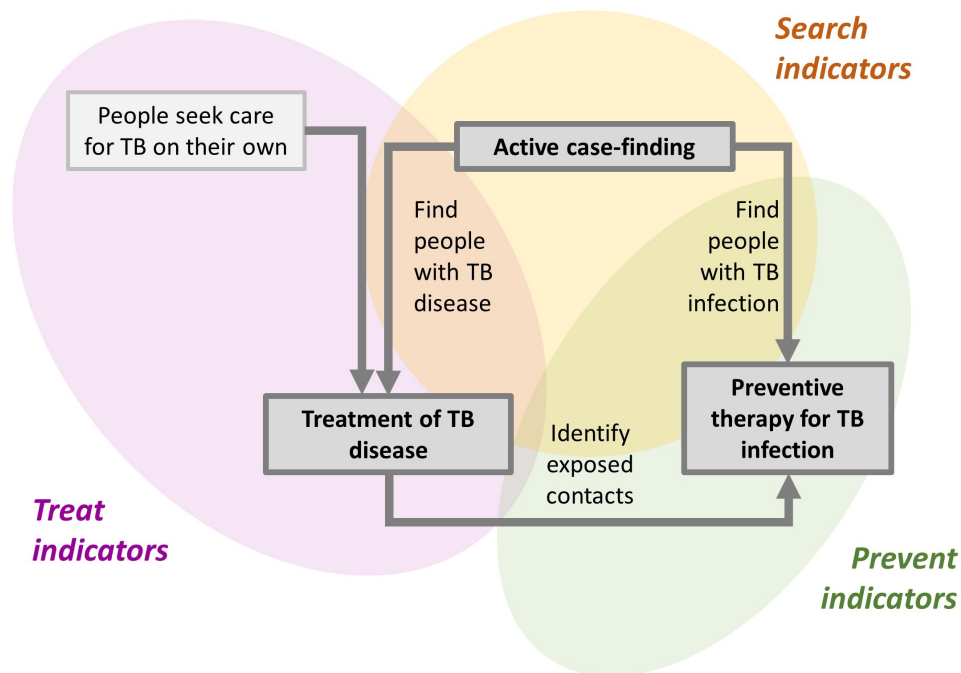 Search
indicators
People seek care
for TB on their own
Active case-finding
Find
people
with TB
disease
Find
people
with TB
infection
Treatment of TB
disease
Preventive
therapy for TB
infection
Identify
exposed
contacts
Treat
indicators
Prevent
indicators